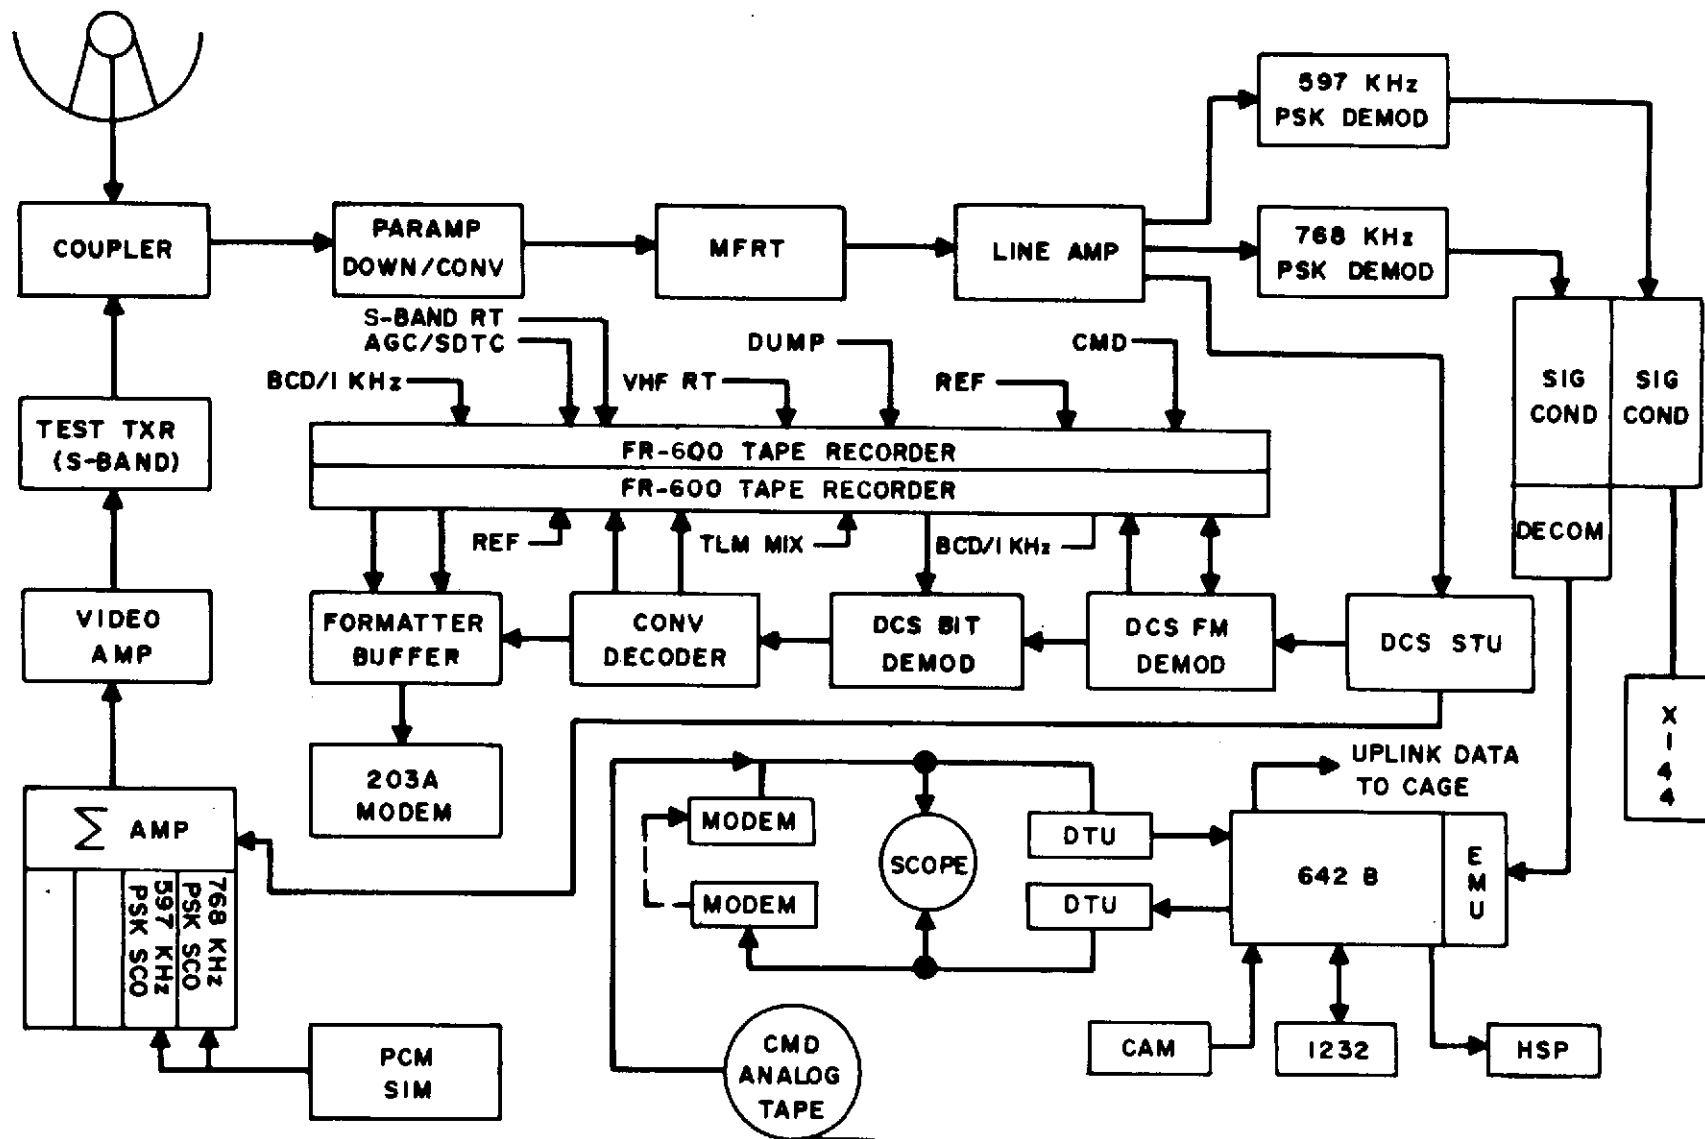 597 KHz
PSK DEMOD
COUPLER
PARAMP
DOWN/CONV
MFRT
LINE AMP
768 KHz
PSK DEMOD
S-BAND RT
AGC/SDTC
DUMP
CMD
BCD/1 KHz
VHF RT
REF
SIG
COND
SIG
COND
TEST TXR
(S-BAND)
FR-600 TAPE RECORDER
FR-600 TAPE RECORDER
DECOM
REF
TLM MIX
BCD/1 KHz
VIDEO
AMP
FORMATTER
BUFFER
CONV
DECODER
DCS BIT
DEMOD
DCS FM
DEMOD
DCS STU
X144
203A
MODEM
UPLINK DATA
TO CAGE
∑ AMP
MODEM
SCOPE
DTU
642 B
EMU
MODEM
DTU
768 KHz
PSK SCO
597 KHz
PSK SCO
PCM
SIM
CMD
ANALOG
TAPE
CAM
1232
HSP